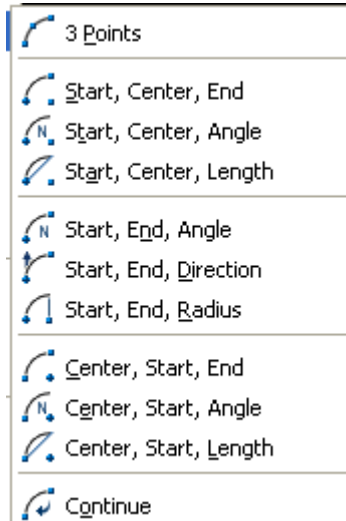 3 Points
Start, Center, End
Start, Center, Angle
Start, Center, Length
Start, End, Angle
Start, End, Direction
Start, End, Radius
Center, Start, End
Center, Start, Angle
Center, Start, Length
Continue